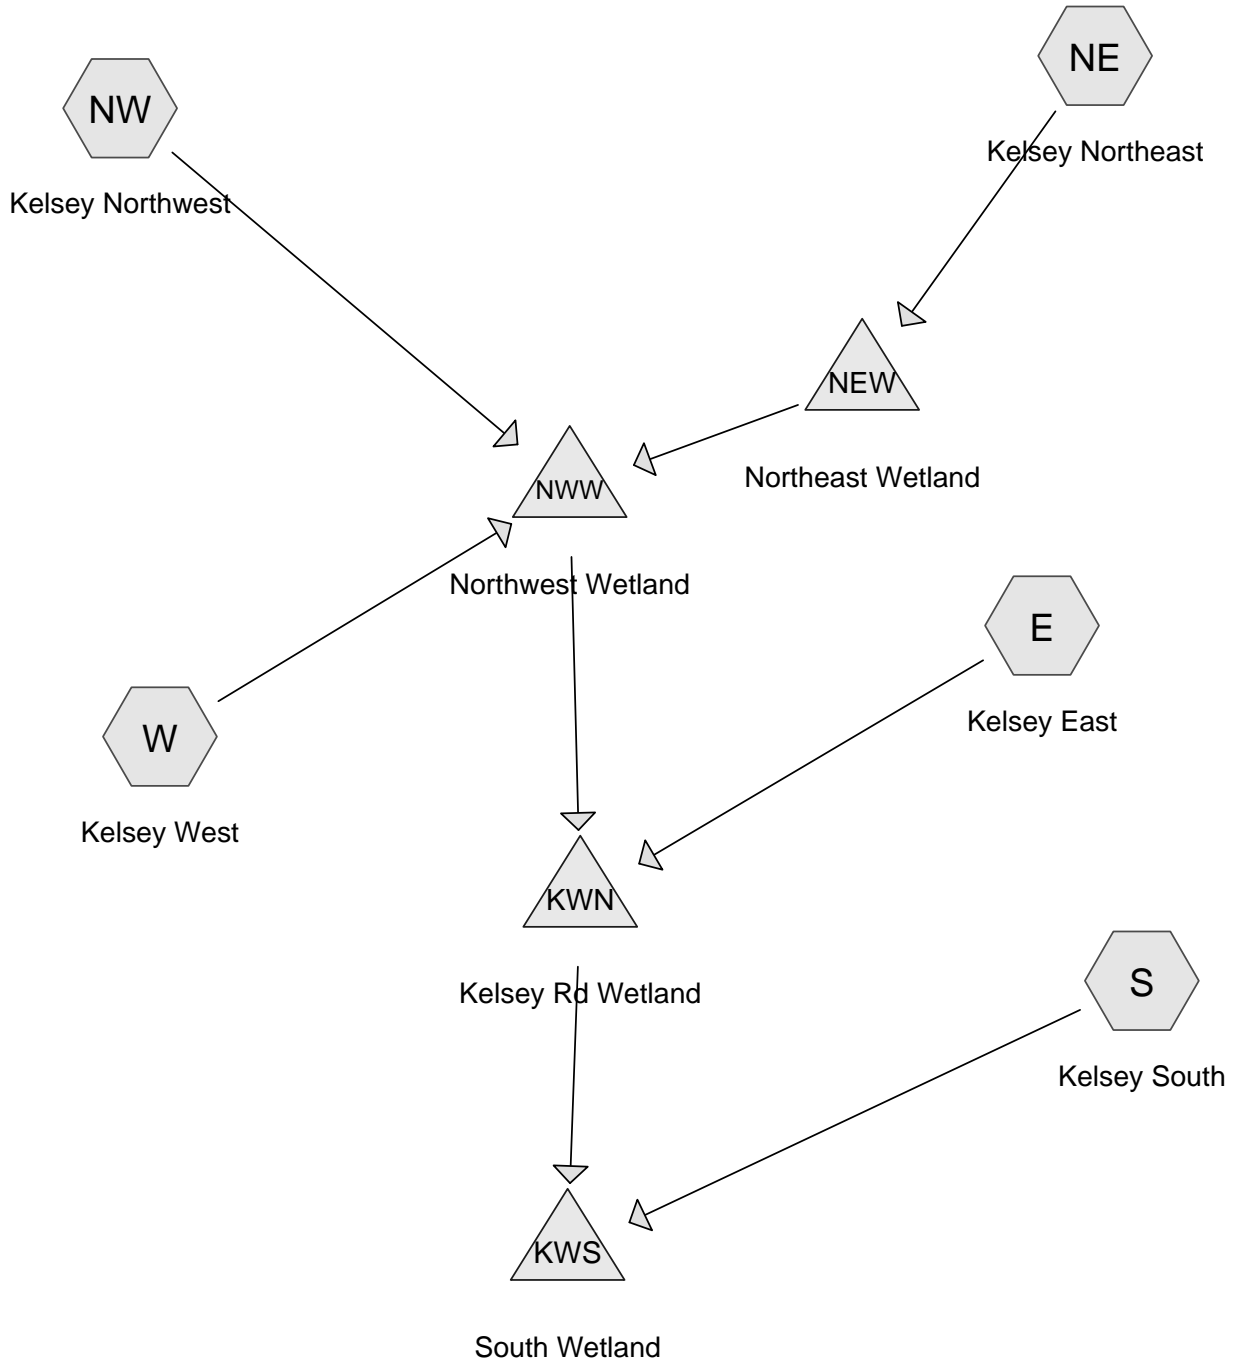 NE
Kelsey Northeast
NW
Kelsey Northwest
NEW
Northeast Wetland
NWW
Northwest Wetland
E
Kelsey East
W
Kelsey West
KWN
Kelsey Rd Wetland
S
Kelsey South
KWS
South Wetland